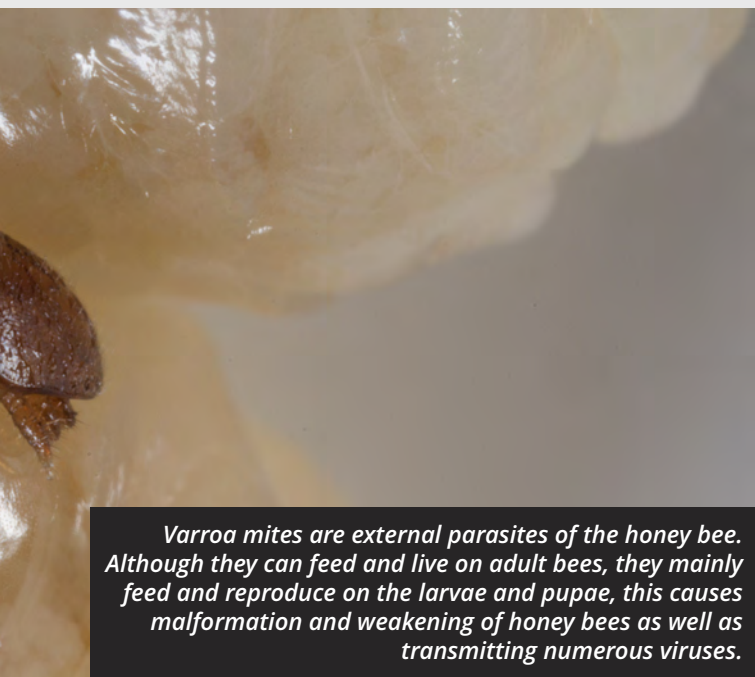 Varroa mites are external parasites of the honey bee.
Although they can feed and live on adult bees, they mainly
feed and reproduce on the larvae and pupae, this causes
malformation and weakening of honey bees as well as
transmitting numerous viruses.